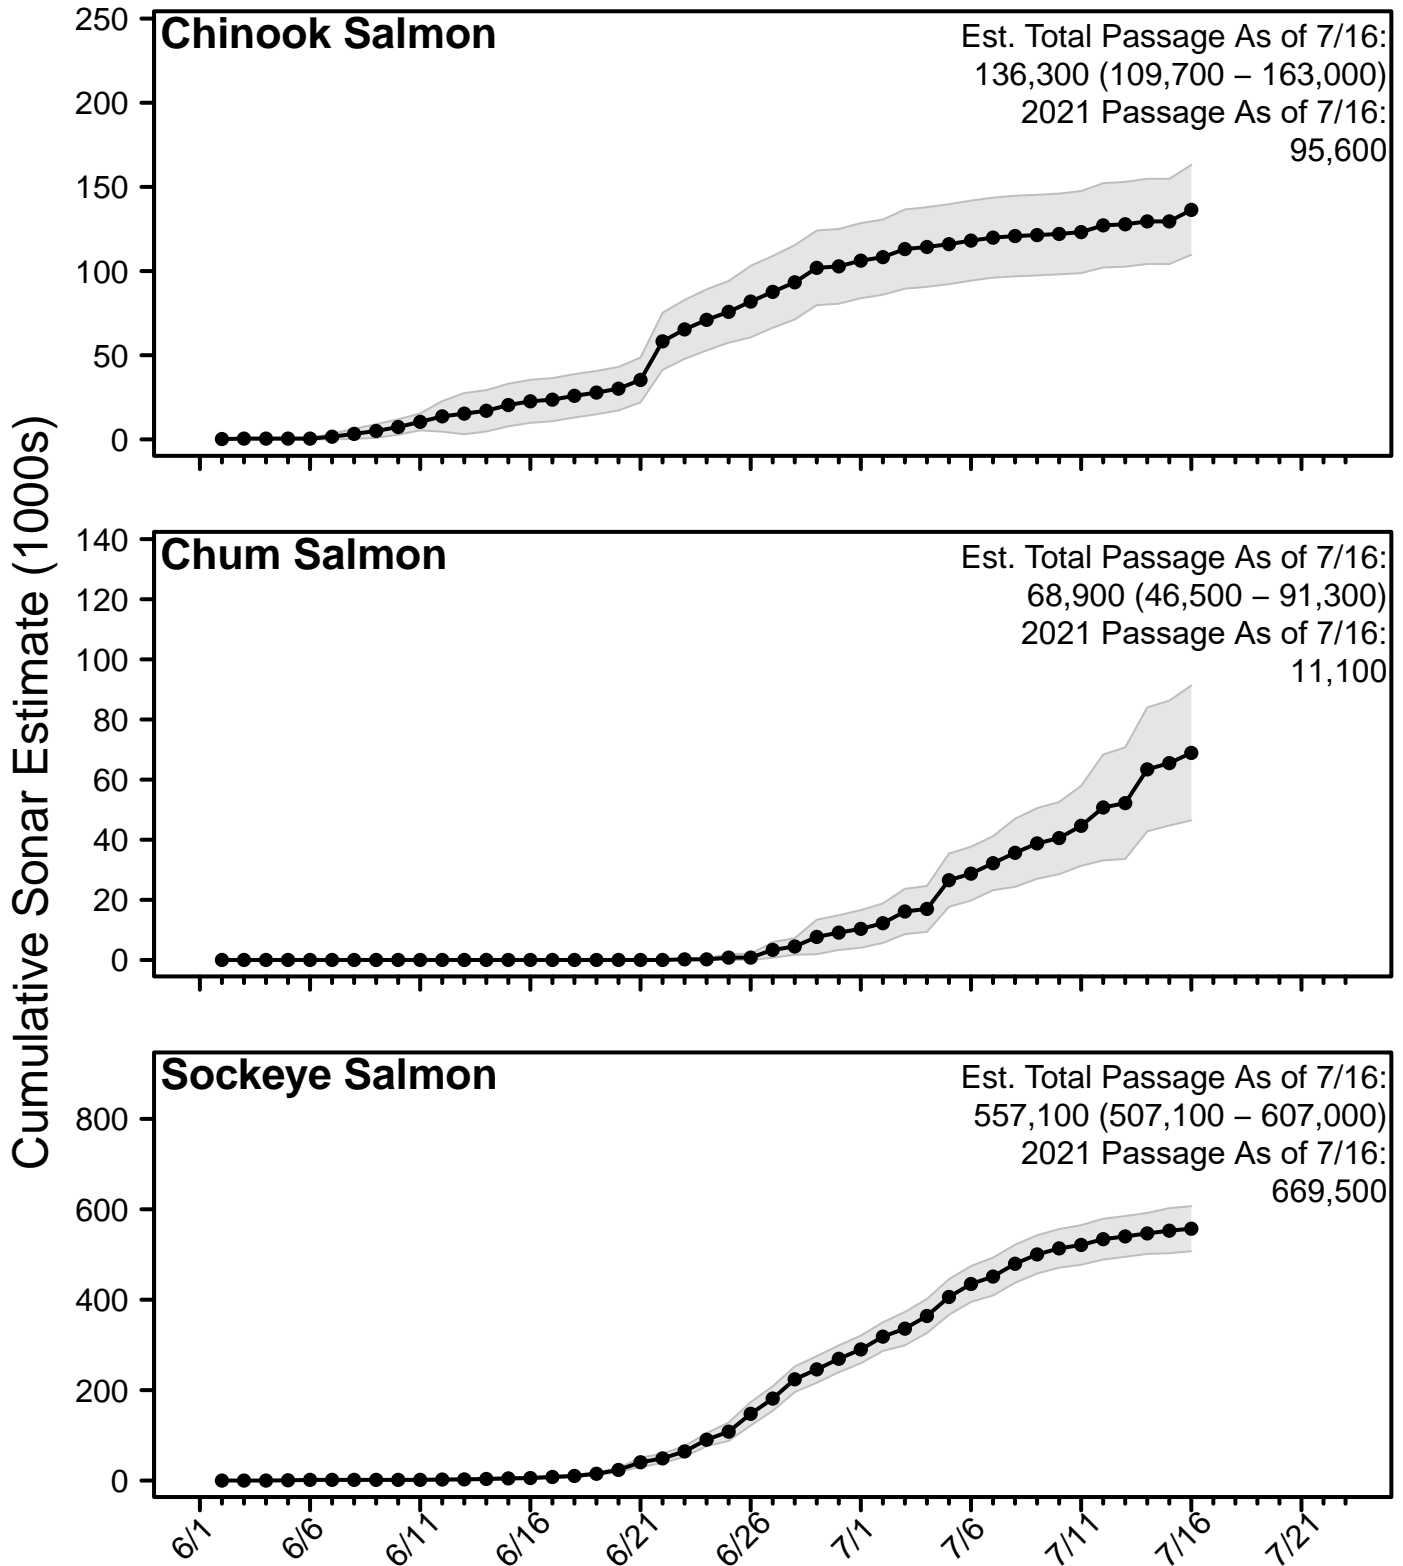 Cumulative Sonar Estimate (1000s)
Chinook Salmon
Est. Total Passage As of 7/16:
136,300 (109,700 – 163,000)
2021 Passage As of 7/16:
95,600
250
200
150
100
50
0
Chum Salmon
Est. Total Passage As of 7/16:
68,900 (46,500 – 91,300)
2021 Passage As of 7/16:
11,100
140
120
100
80
60
40
20
0
Sockeye Salmon
Est. Total Passage As of 7/16:
557,100 (507,100 – 607,000)
2021 Passage As of 7/16:
669,500
800
600
400
200
0
6/1 6/6 6/11 6/16 6/21 6/26 7/1 7/6 7/11 7/16 7/21